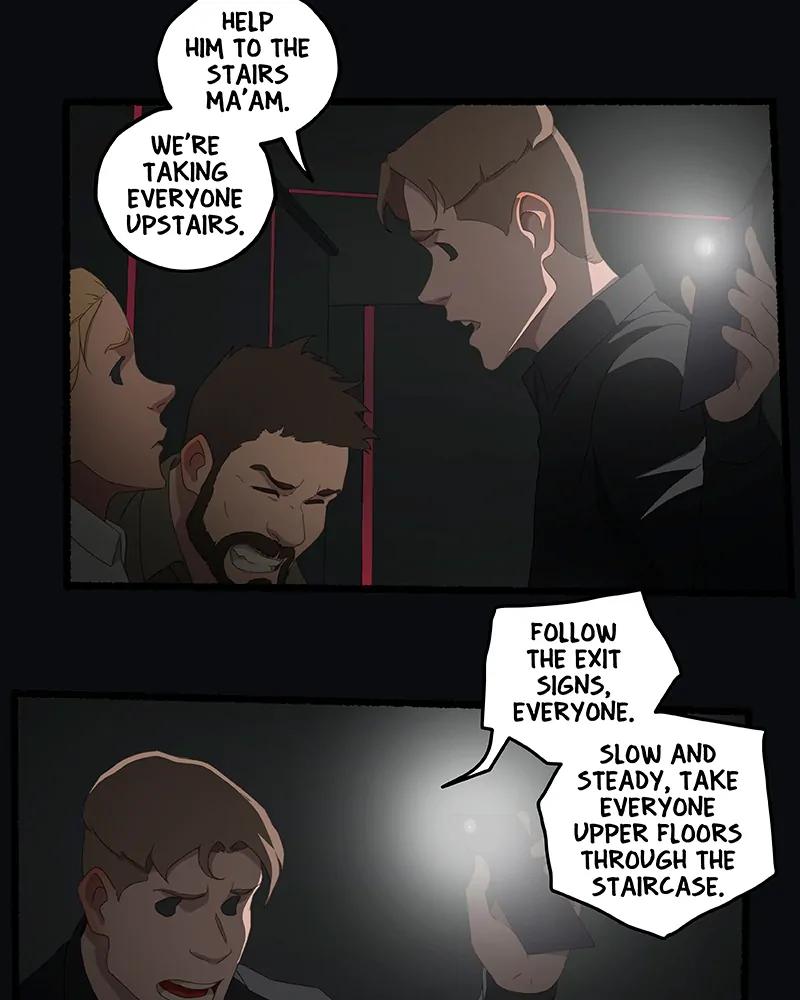 HELP
HIM TO THE
STAIRS
MA'AM.
WE'RE
TAKING
EVERYONE
UPSTAIRS.
FOLLOW
THE EXIT
SIGNS,
EVERYONE.
SLOW AND
STEADY, TAKE
EVERYONE
UPPER FLOORS
THROUGH THE
STAIRCASE.